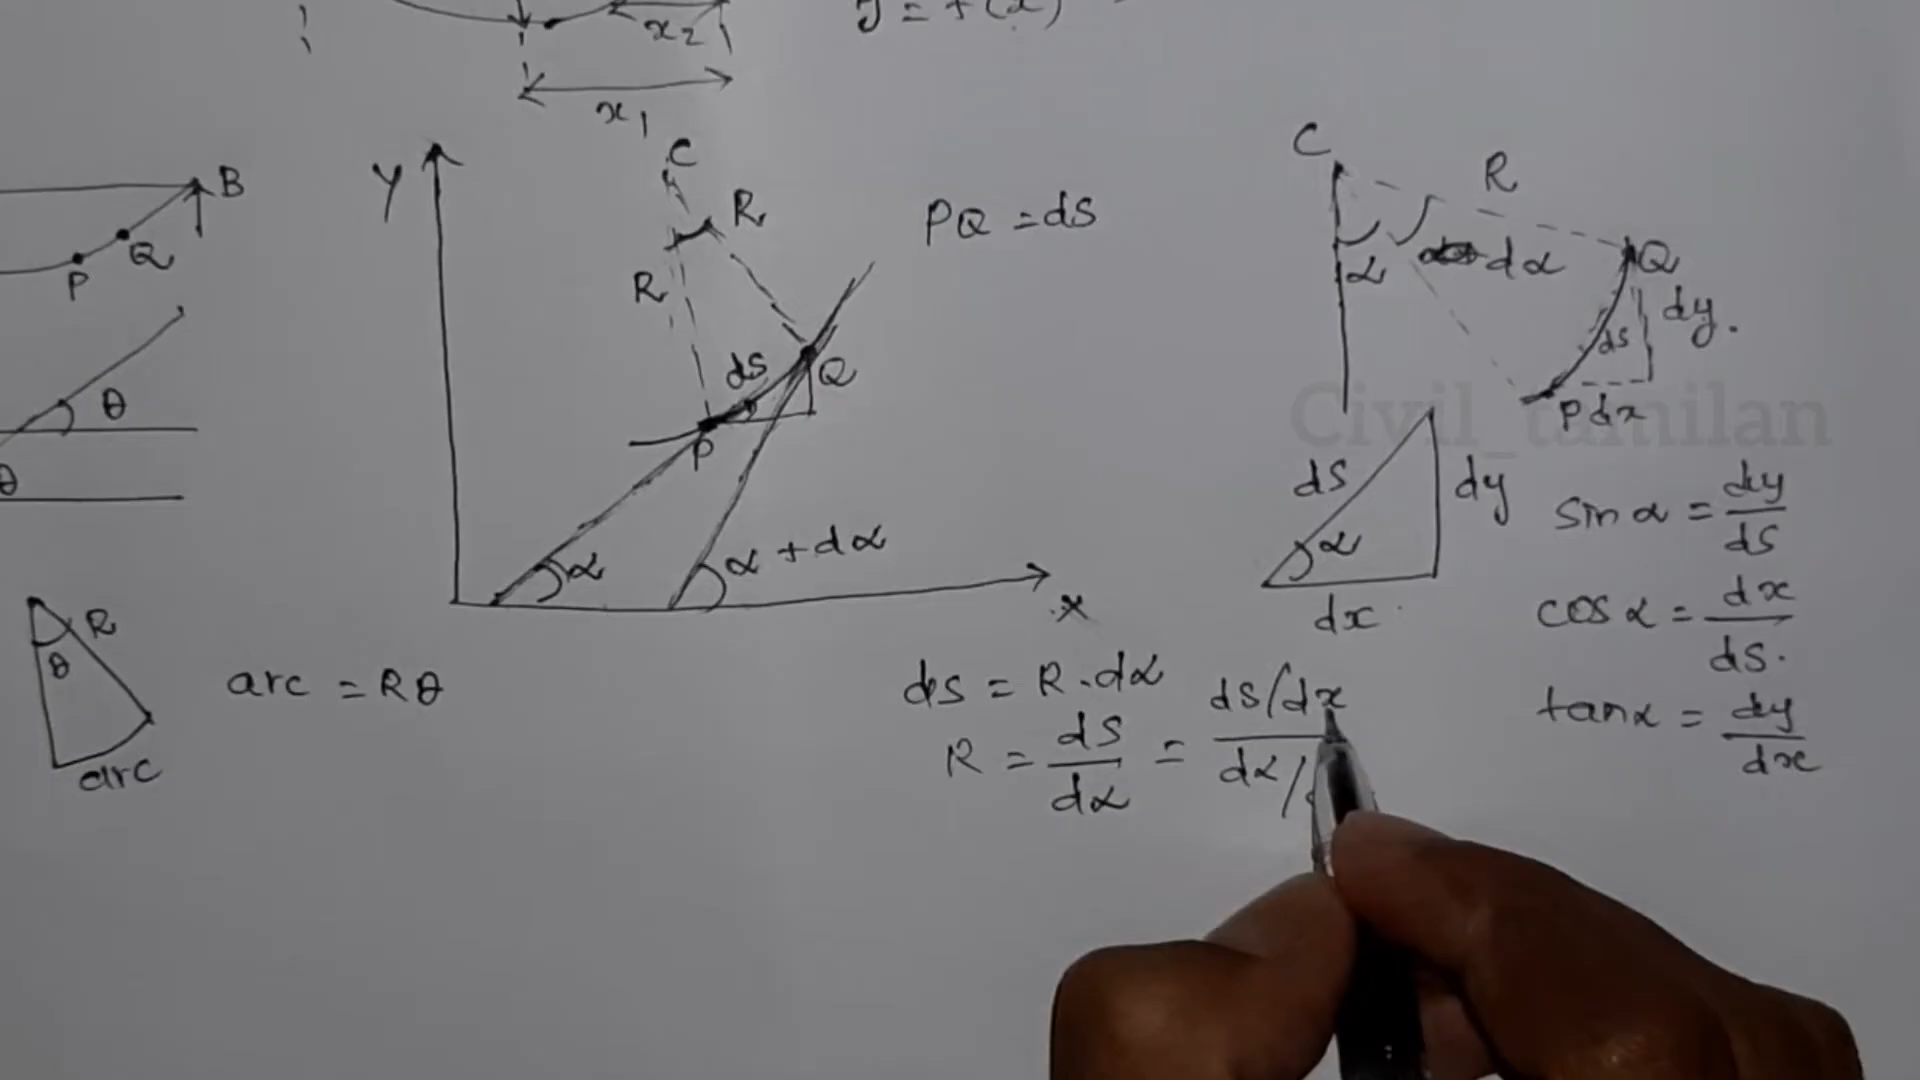 x₂
y = f(x)
x₁
B
Q
P
θ
θ
Y
C
R
R
PQ = ds
ds
Q
P
α
α + dα
x
C
R
α
dα
Q
dy.
ds
P dx
Civil_tamilan
ds
dy
α
dx
sin α = dy/ds
cos α = dx/ds.
tan α = dy/dx
R
θ
arc
arc = Rθ
ds = R.dα
R = ds/dα = ds/dx
dα/